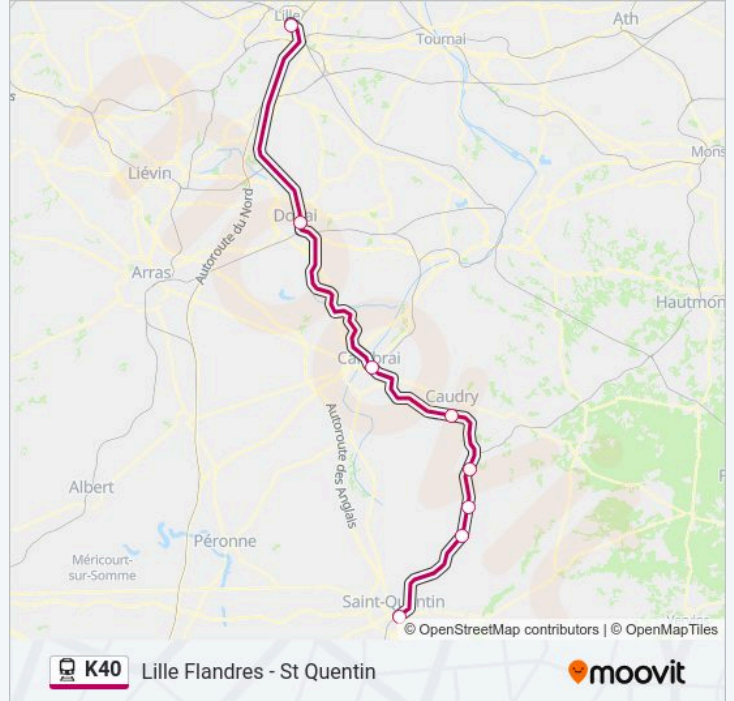 Lille
Ath
Tournai
s
Mons
Liévin
Autoroute du Nord
Douai
Arras
Hautmon
Cambrai
Caudry
Autoroute des Anglais
Albert
Péronne
Méricourt-
sur-Somme
Saint-Quentin
© OpenStreetMap contributors | © OpenMapTiles
K40
Lille Flandres - St Quentin
moovit